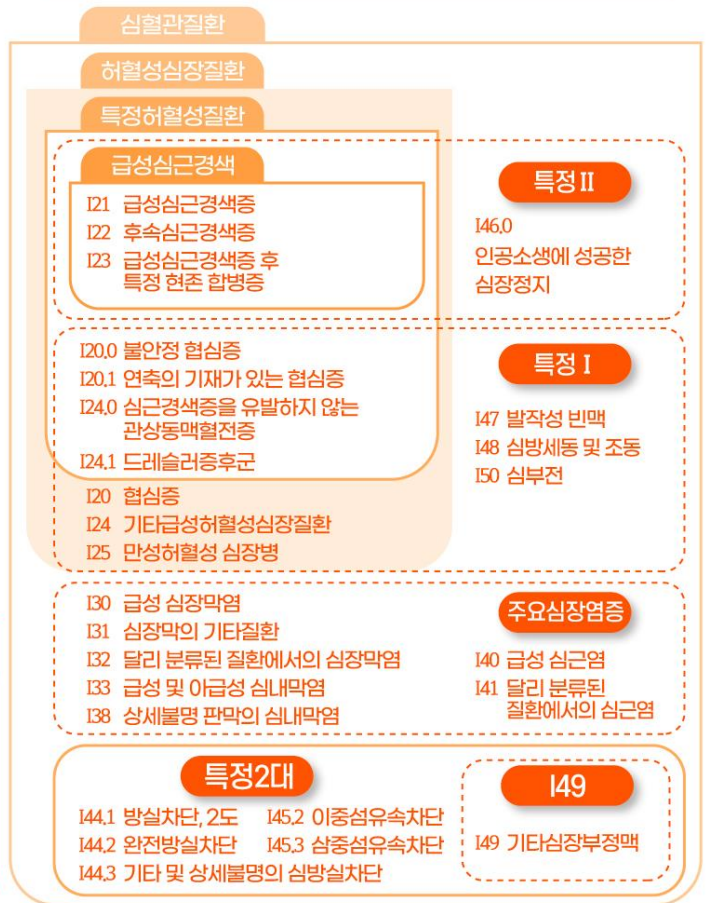 심혈관질환
허혈성심장질환
특정허혈성질환
급성심근경색
I21 급성심근경색증
I22 후속심근경색증
I23 급성심근경색증 후
특정 현존 합병증
특정 II
I46.0
인공소생에 성공한
심장정지
I20.0 불안정 협심증
I20.1 연축의 기재가 있는 협심증
I24.0 심근경색증을 유발하지 않는
관상동맥혈전증
I24.1 드레슬러증후군
I20 협심증
I24 기타급성허혈성심장질환
I25 만성허혈성 심장병
특정 I
I47 발작성 빈맥
I48 심방세동 및 조동
I50 심부전
I30 급성 심장막염
I31 심장막의 기타질환
I32 달리 분류된 질환에서의 심장막염
I33 급성 및 아급성 심내막염
I38 상세불명 판막의 심내막염
주요심장염증
I40 급성 심근염
I41 달리 분류된
질환에서의 심근염
특정2대
I44.1 방실차단, 2도 I45.2 이중섬유속차단
I44.2 완전방실차단 I45.3 삼중섬유속차단
I44.3 기타 및 상세불명의 심방실차단
I49
I49 기타심장부정맥